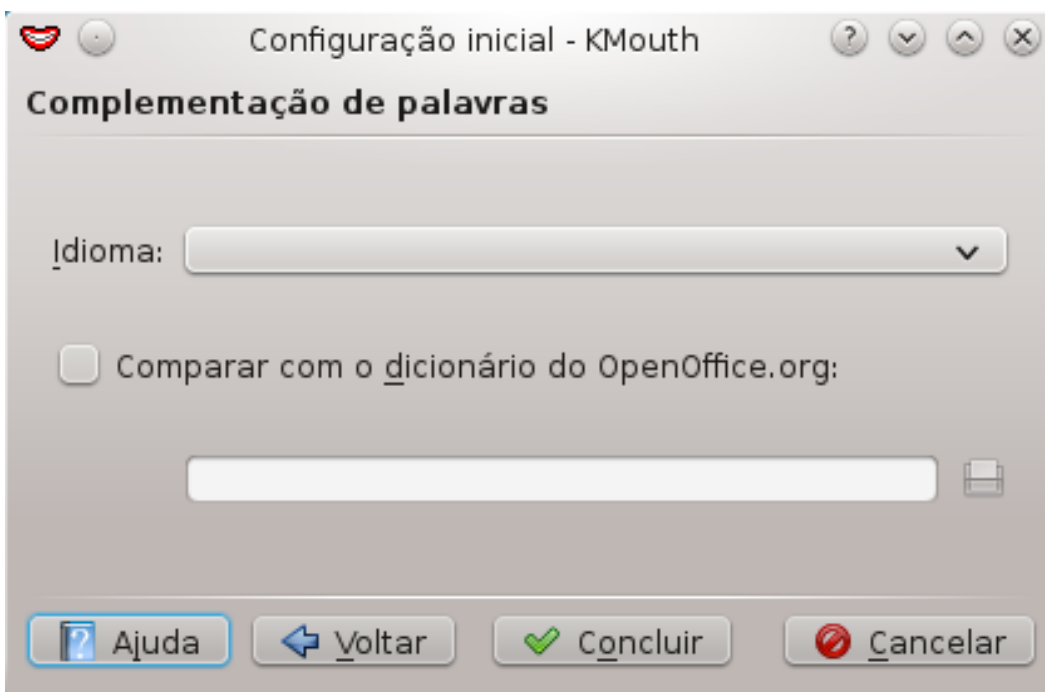 Configuração inicial - KMouth
Complementação de palavras
Idioma:
Comparar com o dicionário do OpenOffice.org:
Ajuda Voltar Concluir Cancelar